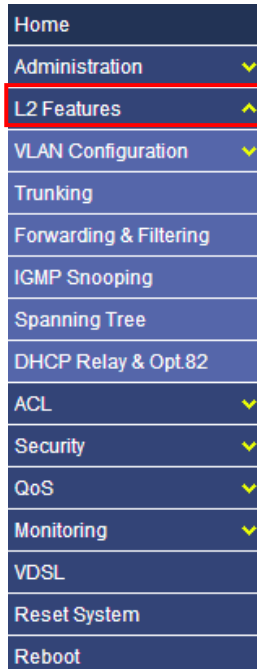 Home
Administration
L2 Features
VLAN Configuration
Trunking
Forwarding & Filtering
IGMP Snooping
Spanning Tree
DHCP Relay & Opt.82
ACL
Security
QoS
Monitoring
VDSL
Reset System
Reboot